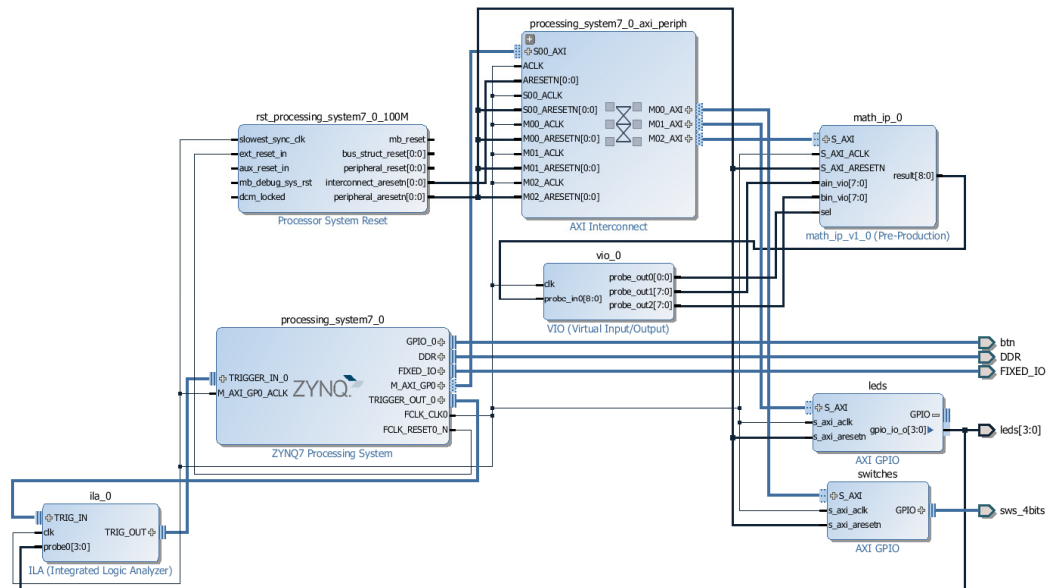 processing_system7_0_axi_periph
S00_AXI
ACLK
ARESETN[0:0]
S00_ACLK
S00_ARESETN[0:0]
M00_ACLK
M00_ARESETN[0:0]
M01_ACLK
M01_ARESETN[0:0]
M02_ACLK
M02_ARESETN[0:0]
M00_AXI
M01_AXI
M02_AXI
AXI Interconnect
rst_processing_system7_0_100M
slowest_sync_clk
ext_reset_in
aux_reset_in
mb_debug_sys_rst
dcm_locked
mb_reset
bus_struct_reset[0:0]
peripheral_reset[0:0]
interconnect_aresetn[0:0]
peripheral_aresetn[0:0]
Processor System Reset
math_ip_0
S_AXI
S_AXI_ACLK
S_AXI_ARESETN
ain_vio[7:0]
bin_vio[7:0]
sel
result[8:0]
math_ip_v1_0 (Pre-Production)
vio_0
clk
probe_in0[8:0]
probe_out0[0:0]
probe_out1[7:0]
probe_out2[7:0]
VIO (Virtual Input/Output)
processing_system7_0
TRIGGER_IN_0
M_AXI_GP0_ACLK
ZYNQ
GPIO_0
DDR
FIXED_IO
M_AXI_GP0
TRIGGER_OUT_0
FCLK_CLK0
FCLK_RESET0_N
ZYNQ7 Processing System
btn
DDR
FIXED_IO
leds
S_AXI
s_axi_aclk
s_axi_aresetn
GPIO
gpio_io_o[3:0]
AXI GPIO
leds[3:0]
switches
S_AXI
s_axi_aclk
s_axi_aresetn
GPIO
AXI GPIO
sws_4bits
ila_0
TRIG_IN
clk
probe0[3:0]
TRIG_OUT
ILA (Integrated Logic Analyzer)